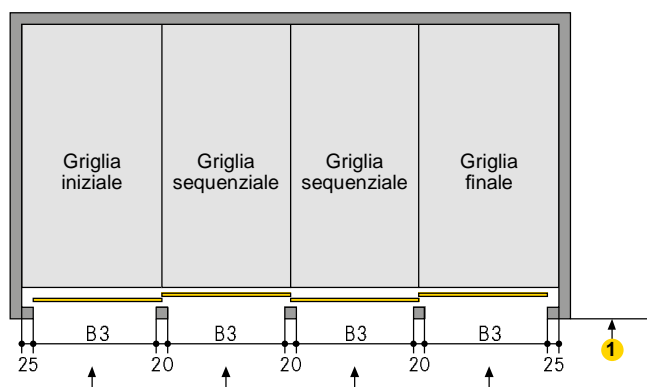 Griglia
iniziale
Griglia
sequenziale
Griglia
sequenziale
Griglia
finale
B3 B3 B3 B3
25 20 20 20 25
1